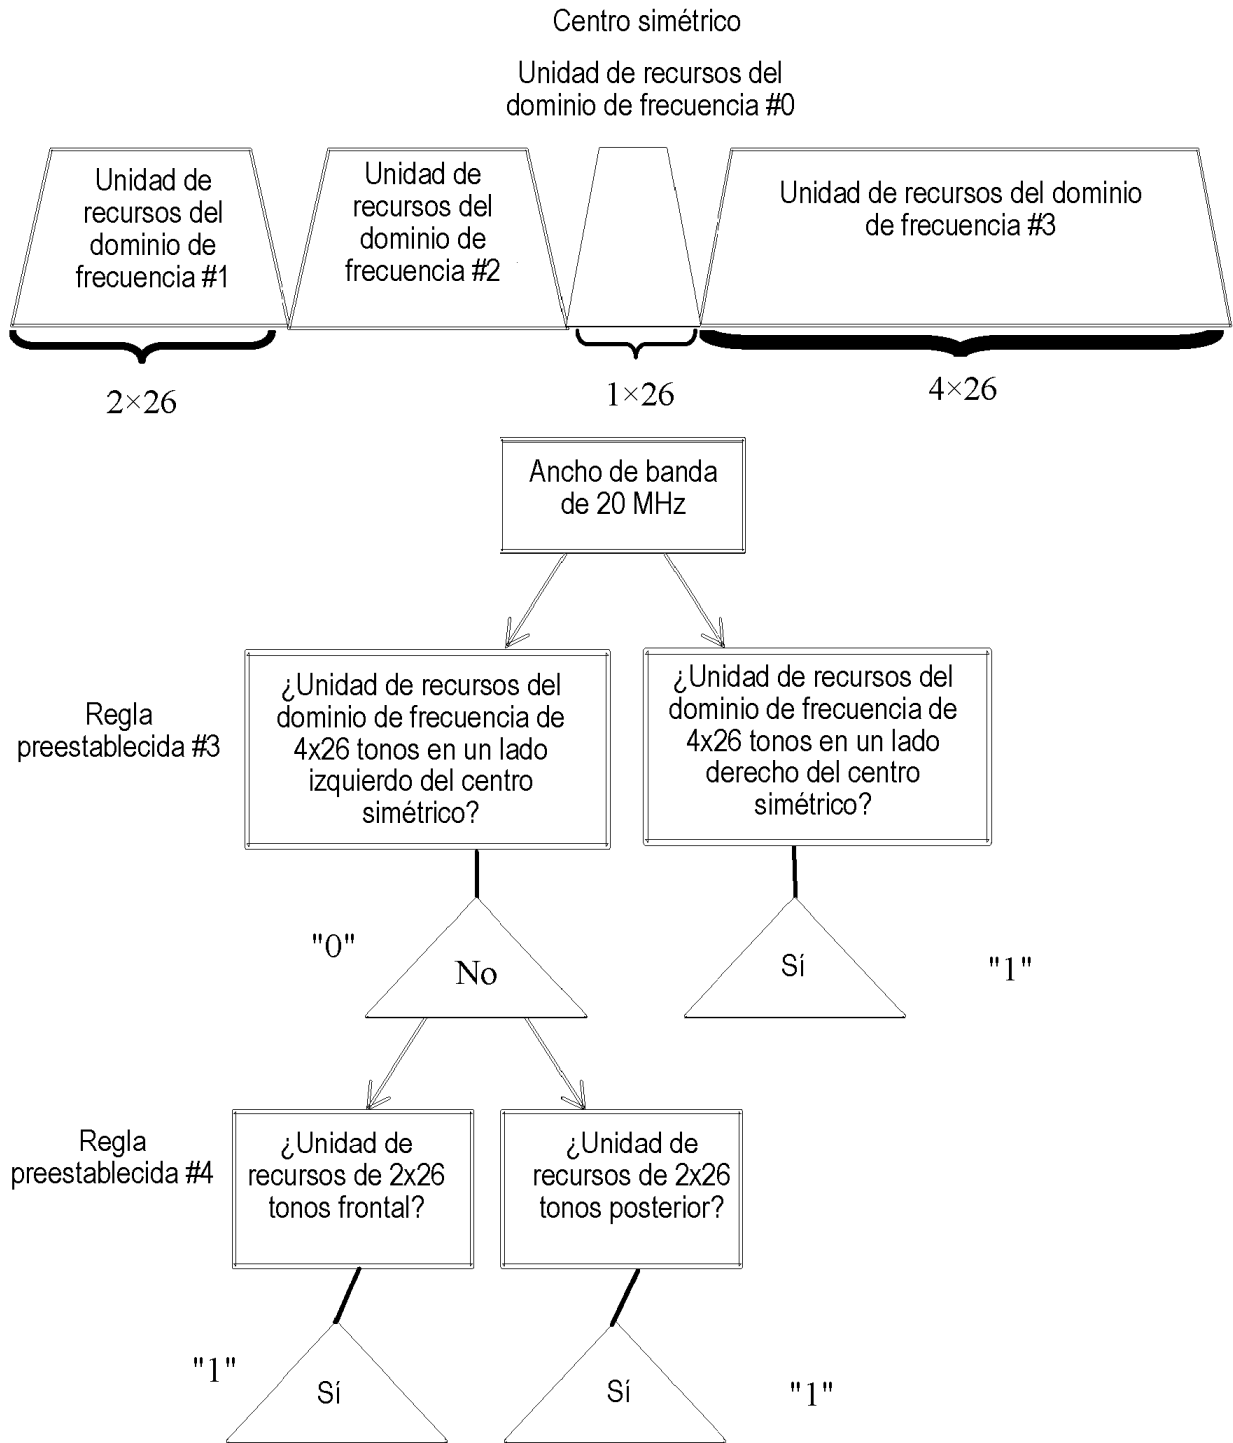 Centro simétrico
Unidad de recursos del
dominio de frecuencia #0
Unidad de
recursos del
dominio de
frecuencia #1
Unidad de
recursos del
dominio de
frecuencia #2
Unidad de recursos del dominio
de frecuencia #3
2×26
1×26
4×26
Ancho de banda
de 20 MHz
Regla
preestablecida #3
¿Unidad de recursos del
dominio de frecuencia de
4x26 tonos en un lado
izquierdo del centro
simétrico?
¿Unidad de recursos del
dominio de frecuencia de
4x26 tonos en un lado
derecho del centro
simétrico?
"0"
No
Sí
"1"
Regla
preestablecida #4
¿Unidad de
recursos de 2x26
tonos frontal?
¿Unidad de
recursos de 2x26
tonos posterior?
"1"
Sí
Sí
"1"